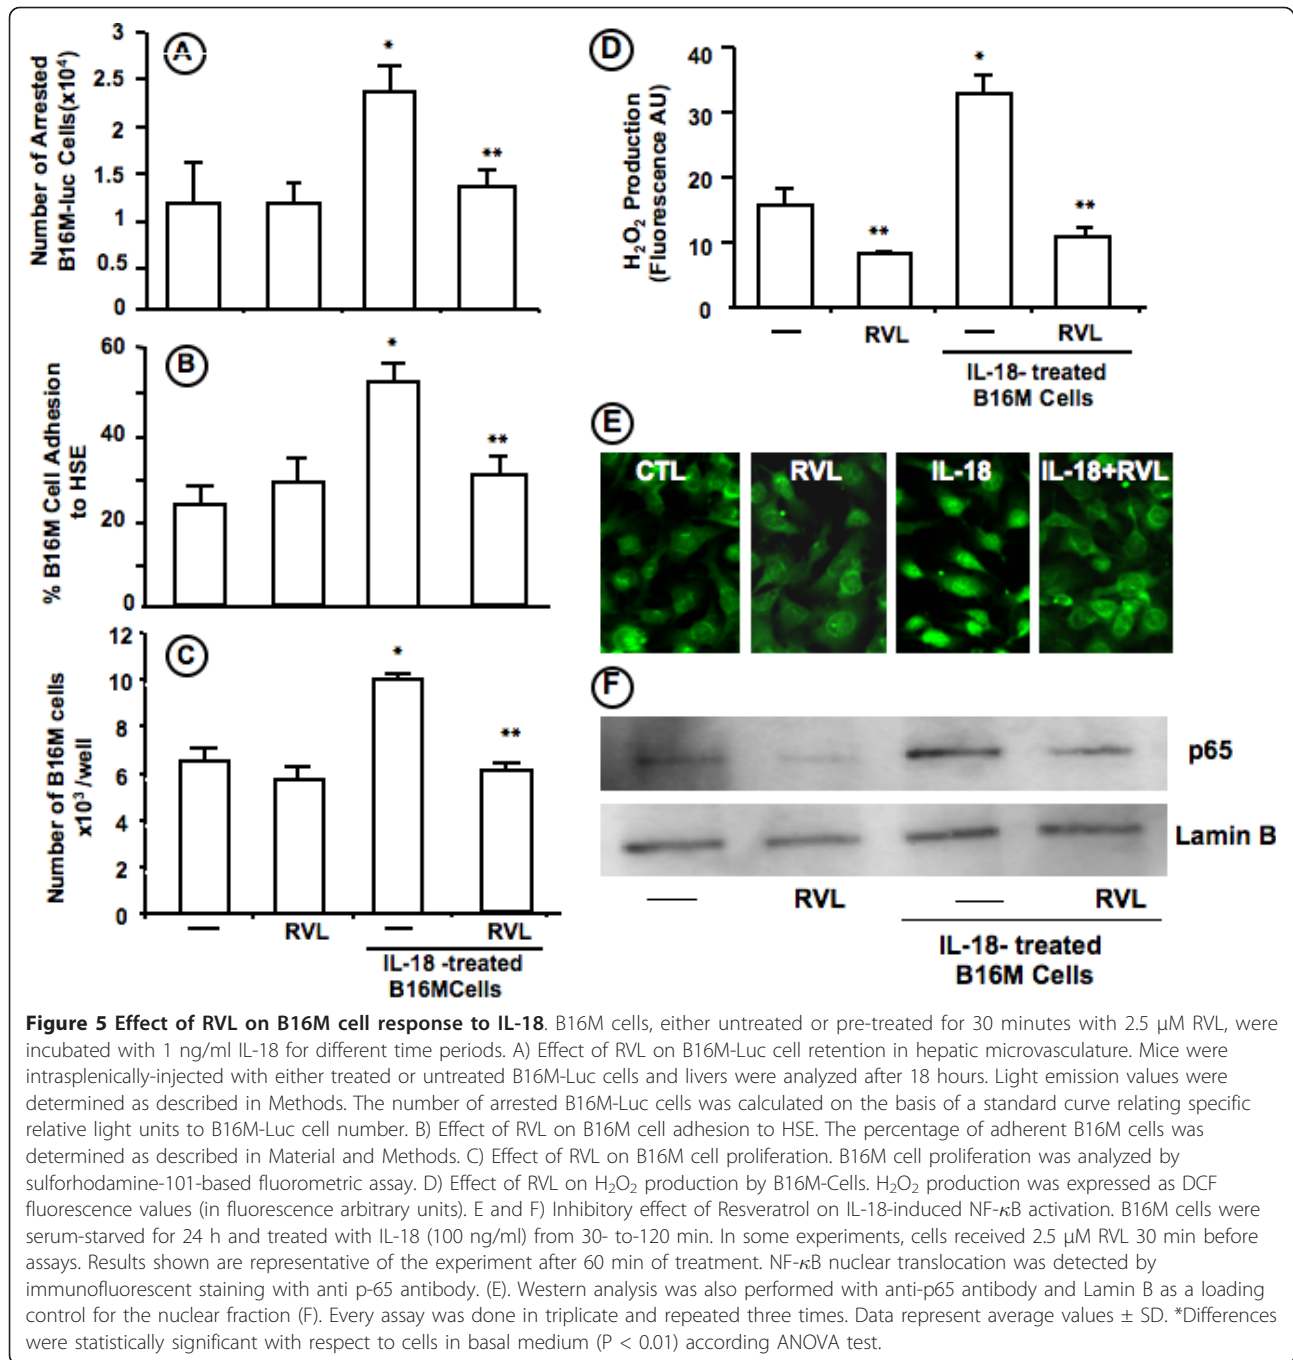 A
Number of Arrested
B16M-luc Cells(x10⁴)
3
2.5
2
1.5
1
0.5
0
*
**
B
% B16M Cell Adhesion
to HSE
60
40
20
0
*
**
C
Number of B16M cells
x10³/well
12
10
8
6
4
2
0
*
**
—
RVL
—
RVL
IL-18 -treated
B16MCells
D
H₂O₂ Production
(Fluorescence AU)
40
30
20
10
0
**
*
**
—
RVL
—
RVL
IL-18- treated
B16M Cells
E
CTL
RVL
IL-18
IL-18+RVL
F
p65
Lamin B
—
RVL
—
RVL
IL-18- treated
B16M Cells
Figure 5 Effect of RVL on B16M cell response to IL-18. B16M cells, either untreated or pre-treated for 30 minutes with 2.5 μM RVL, were
incubated with 1 ng/ml IL-18 for different time periods. A) Effect of RVL on B16M-Luc cell retention in hepatic microvasculature. Mice were
intrasplenically-injected with either treated or untreated B16M-Luc cells and livers were analyzed after 18 hours. Light emission values were
determined as described in Methods. The number of arrested B16M-Luc cells was calculated on the basis of a standard curve relating specific
relative light units to B16M-Luc cell number. B) Effect of RVL on B16M cell adhesion to HSE. The percentage of adherent B16M cells was
determined as described in Material and Methods. C) Effect of RVL on B16M cell proliferation. B16M cell proliferation was analyzed by
sulforhodamine-101-based fluorometric assay. D) Effect of RVL on H₂O₂ production by B16M-Cells. H₂O₂ production was expressed as DCF
fluorescence values (in fluorescence arbitrary units). E and F) Inhibitory effect of Resveratrol on IL-18-induced NF-κB activation. B16M cells were
serum-starved for 24 h and treated with IL-18 (100 ng/ml) from 30- to-120 min. In some experiments, cells received 2.5 μM RVL 30 min before
assays. Results shown are representative of the experiment after 60 min of treatment. NF-κB nuclear translocation was detected by
immunofluorescent staining with anti p-65 antibody. (E). Western analysis was also performed with anti-p65 antibody and Lamin B as a loading
control for the nuclear fraction (F). Every assay was done in triplicate and repeated three times. Data represent average values ± SD. *Differences
were statistically significant with respect to cells in basal medium (P < 0.01) according ANOVA test.